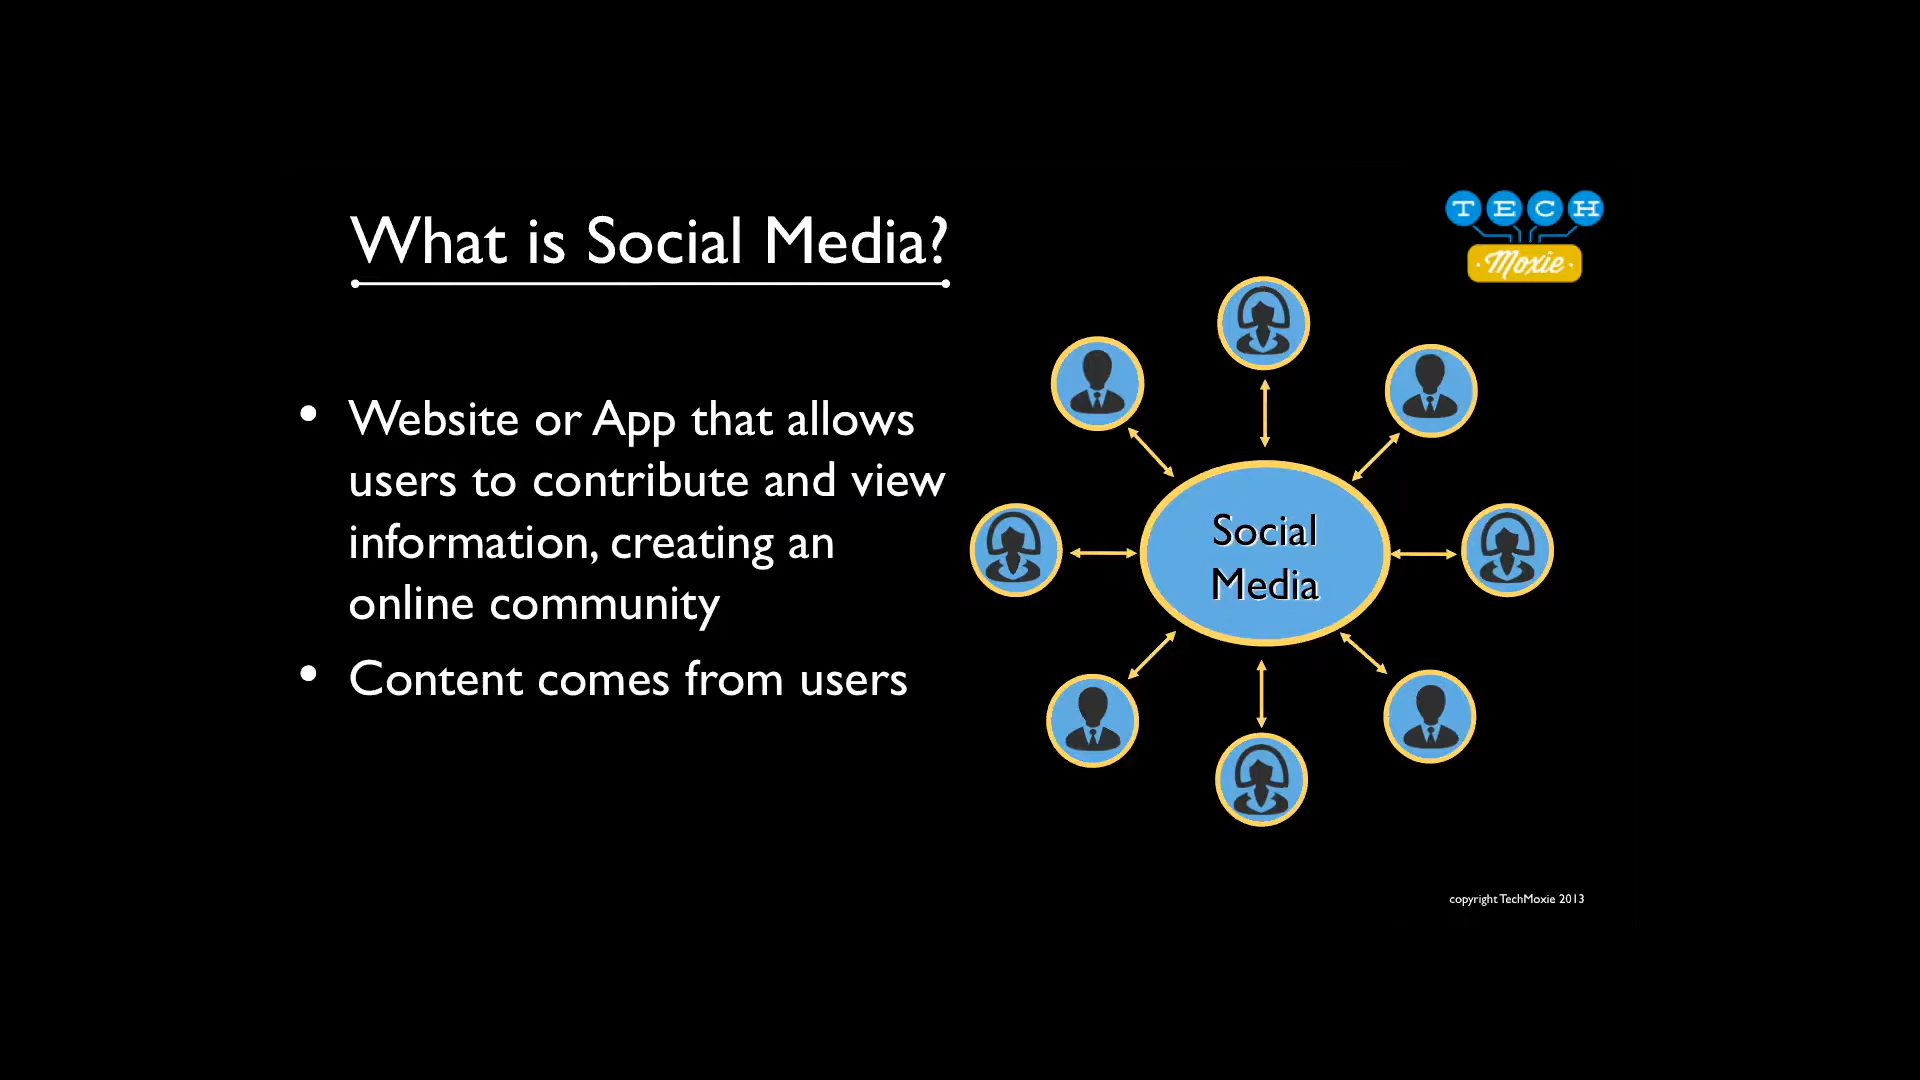 TECH
Moxie
What is Social Media?
• Website or App that allows
users to contribute and view
information, creating an
online community
• Content comes from users
Social
Media
copyright TechMoxie 2013